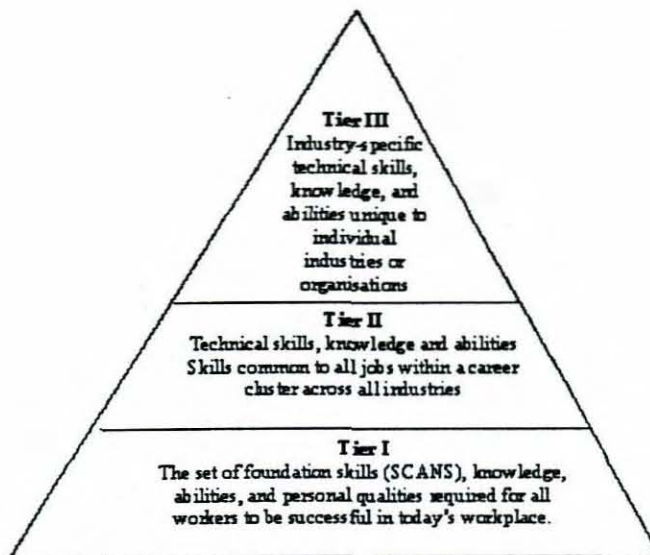 Tier III
Industry-specific
technical skills,
knowledge, and
abilities unique to
individual
industries or
organisations
Tier II
Technical skills, knowledge and abilities
Skills common to all jobs within a career
cluster across all industries
Tier I
The set of foundation skills (SCANS), knowledge,
abilities, and personal qualities required for all
workers to be successful in today's workplace.